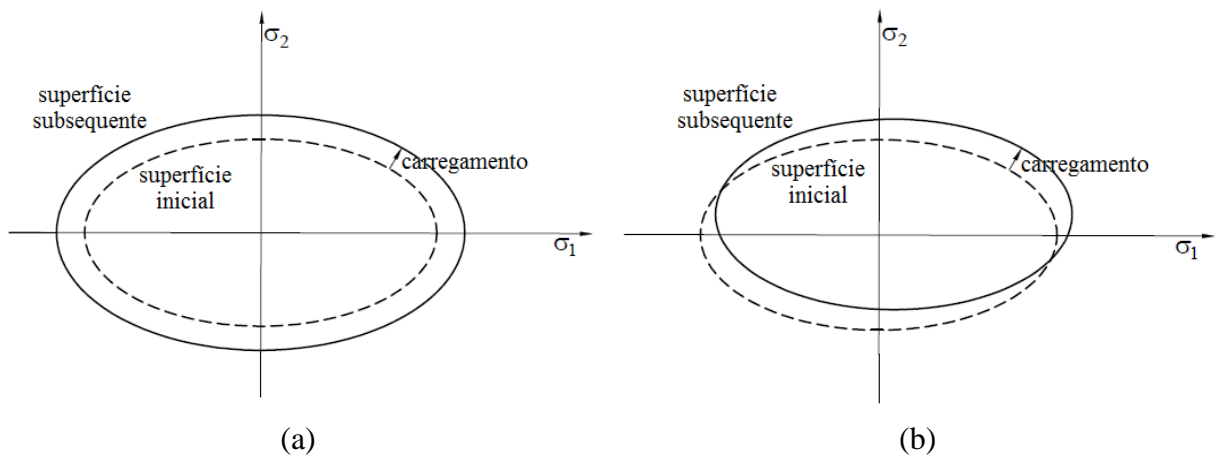 σ2
superfície
subsequente
superfície
inicial
carregamento
σ1
(a)
σ2
superfície
subsequente
superfície
inicial
carregamento
σ1
(b)